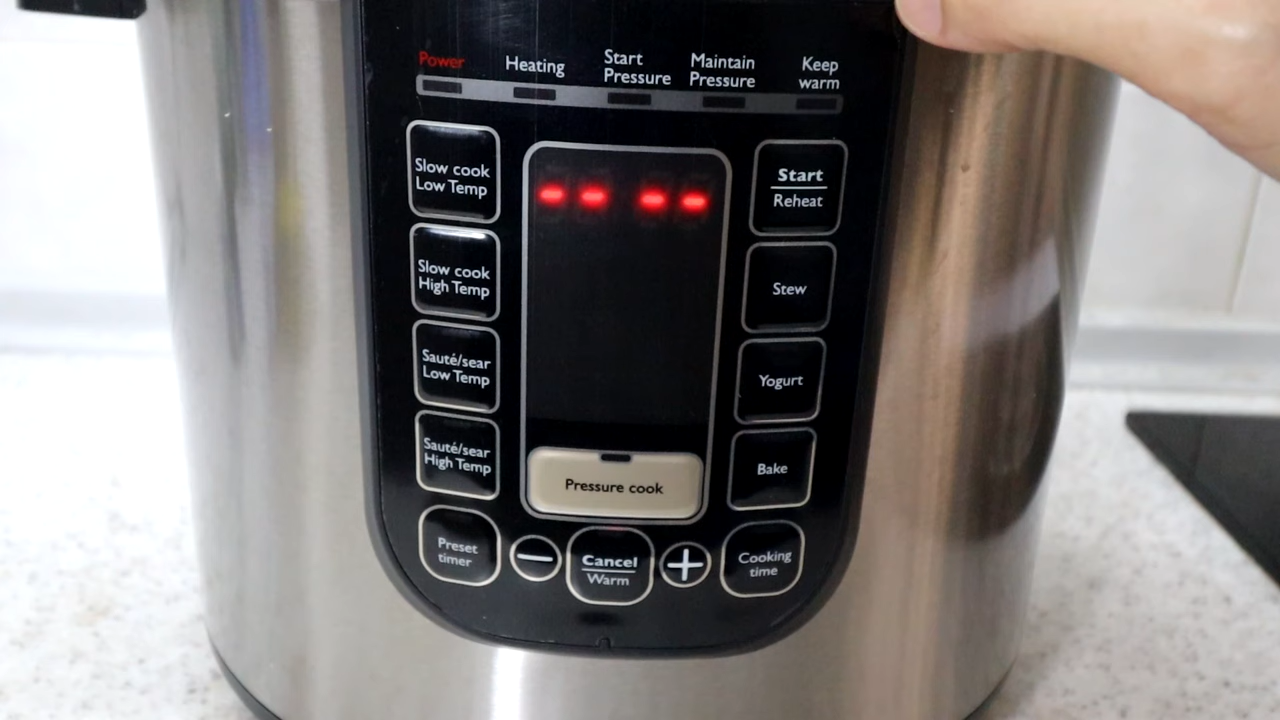 Power
Heating
Start
Pressure
Maintain
Pressure
Keep
warm
Slow cook
Low Temp
Start
Reheat
Slow cook
High Temp
Stew
Sauté/sear
Low Temp
Yogurt
Sauté/sear
High Temp
Bake
Pressure cook
Preset
timer
−
Cancel
Warm
+
Cooking
time